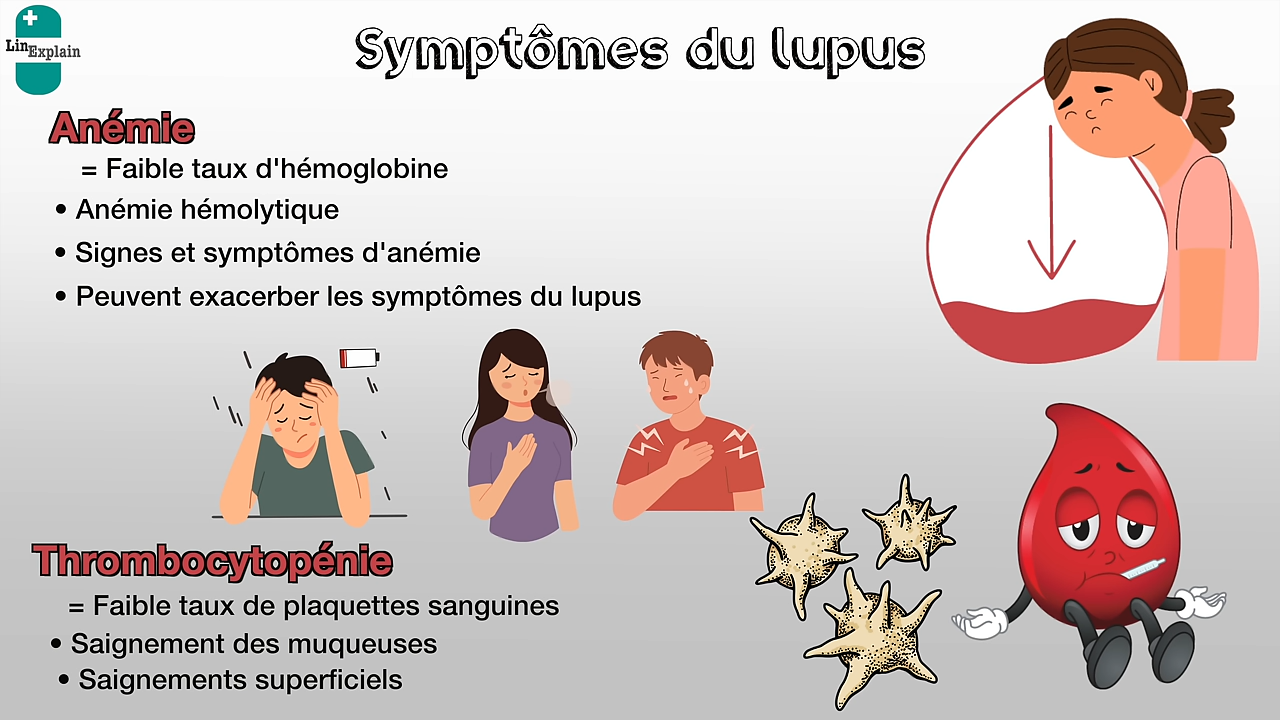 LinExplain
Symptômes du lupus
Anémie
= Faible taux d'hémoglobine
• Anémie hémolytique
• Signes et symptômes d'anémie
• Peuvent exacerber les symptômes du lupus
Thrombocytopénie
= Faible taux de plaquettes sanguines
• Saignement des muqueuses
• Saignements superficiels